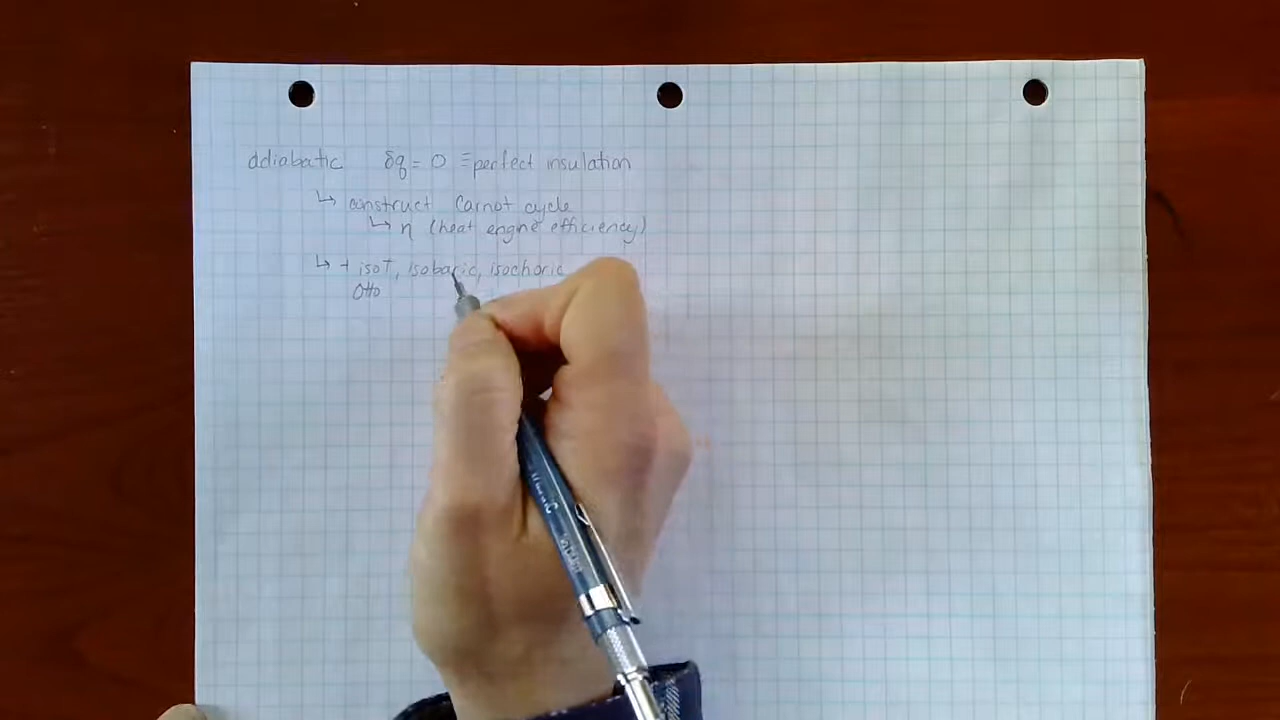 adiabatic δq = 0 ≡ perfect insulation
↳ construct Carnot cycle
↳ η (heat engine efficiency)
↳ + isoT, isobaric, isochoric
Otto